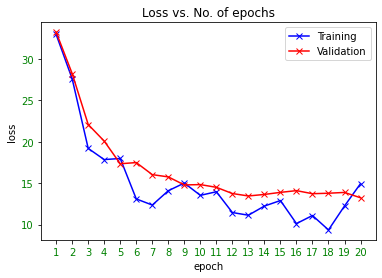 Loss vs. No. of epochs
Training
Validation
30
25
20
15
10
loss
1 2 3 4 5 6 7 8 9 10 11 12 13 14 15 16 17 18 19 20
epoch